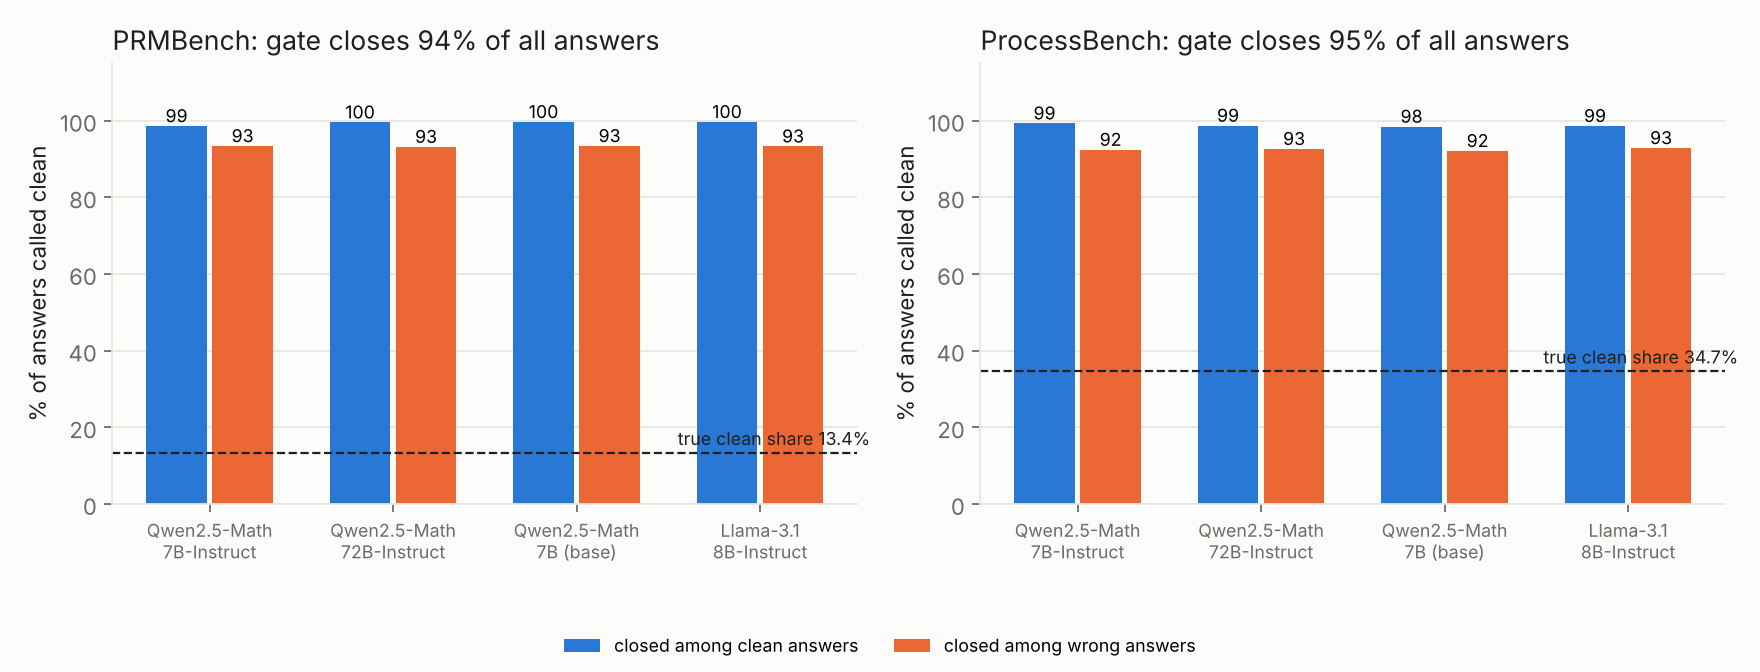 PRMBench: gate closes 94% of all answers
% of answers called clean
100
80
60
40
20
0
99
93
100
93
100
93
100
93
true clean share 13.4%
Qwen2.5-Math
7B-Instruct
Qwen2.5-Math
72B-Instruct
Qwen2.5-Math
7B (base)
Llama-3.1
8B-Instruct
ProcessBench: gate closes 95% of all answers
% of answers called clean
100
80
60
40
20
0
99
92
99
93
98
92
99
93
true clean share 34.7%
Qwen2.5-Math
7B-Instruct
Qwen2.5-Math
72B-Instruct
Qwen2.5-Math
7B (base)
Llama-3.1
8B-Instruct
closed among clean answers
closed among wrong answers